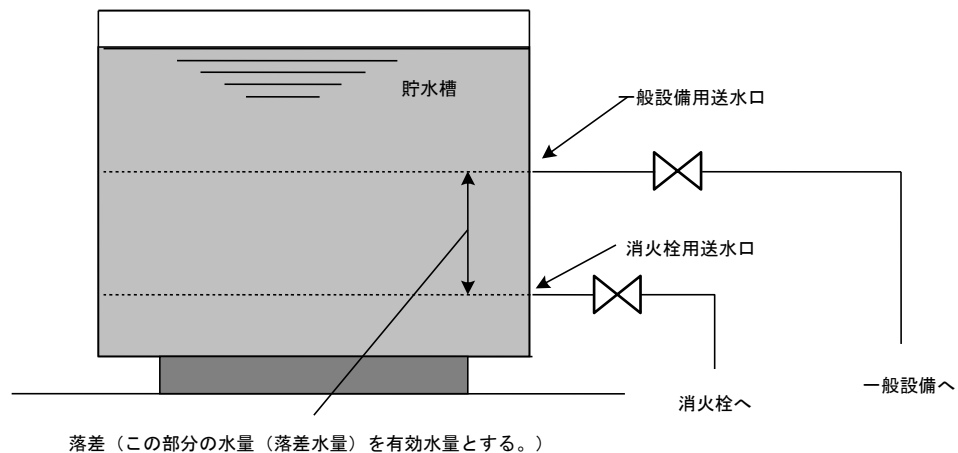 貯水槽
一般設備用送水口
消火栓用送水口
一般設備へ
消火栓へ
落差（この部分の水量（落差水量）を有効水量とする。）